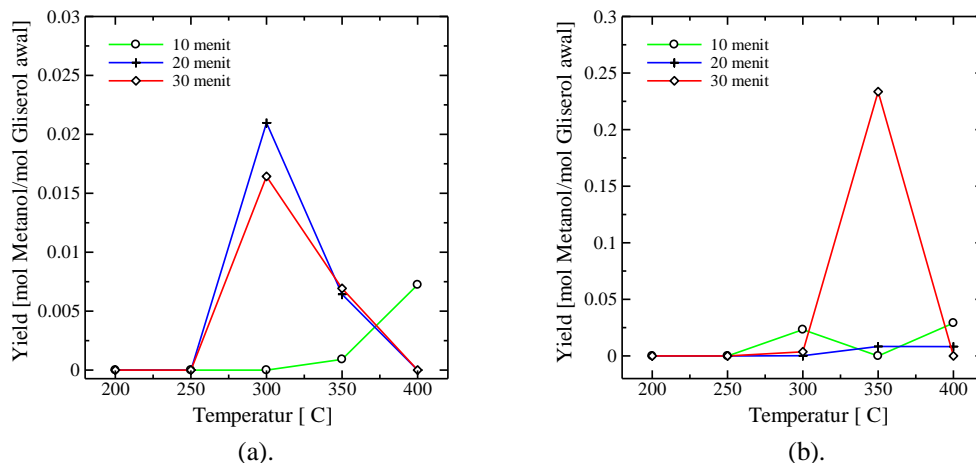 0.03
0.025
0.02
0.015
0.01
0.005
0
Yield [mol Metanol/mol Gliserol awal]
10 menit
20 menit
30 menit
200 250 300 350 400
Temperatur [ C]
(a).
0.3
0.25
0.2
0.15
0.1
0.05
0
Yield [mol Metanol/mol Gliserol awal]
10 menit
20 menit
30 menit
200 250 300 350 400
Temperatur [ C]
(b).